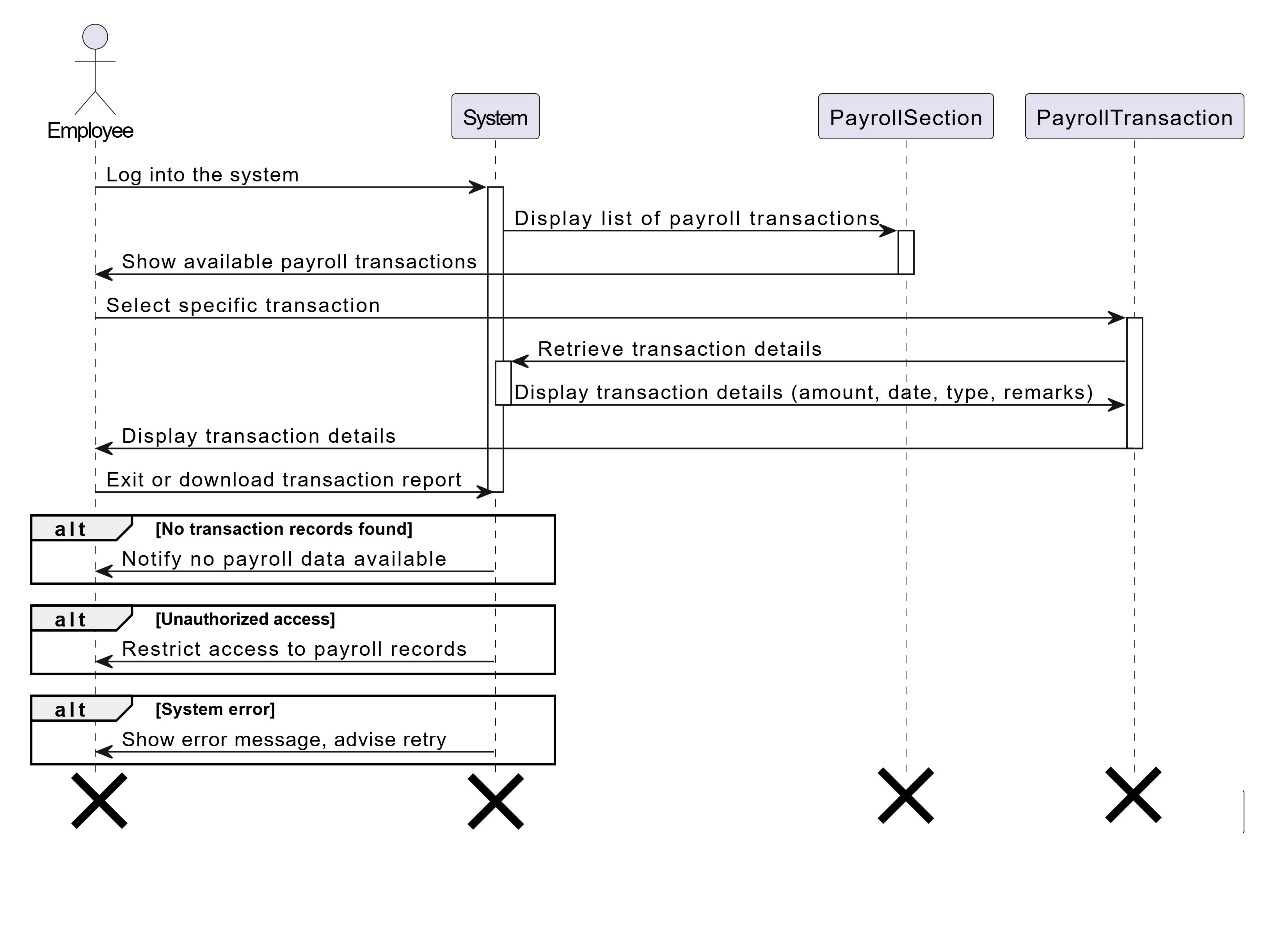 Employee
System
PayrollSection
PayrollTransaction
Log into the system
Display list of payroll transactions
Show available payroll transactions
Select specific transaction
Retrieve transaction details
Display transaction details (amount, date, type, remarks)
Display transaction details
Exit or download transaction report
alt [No transaction records found]
Notify no payroll data available
alt [Unauthorized access]
Restrict access to payroll records
alt [System error]
Show error message, advise retry